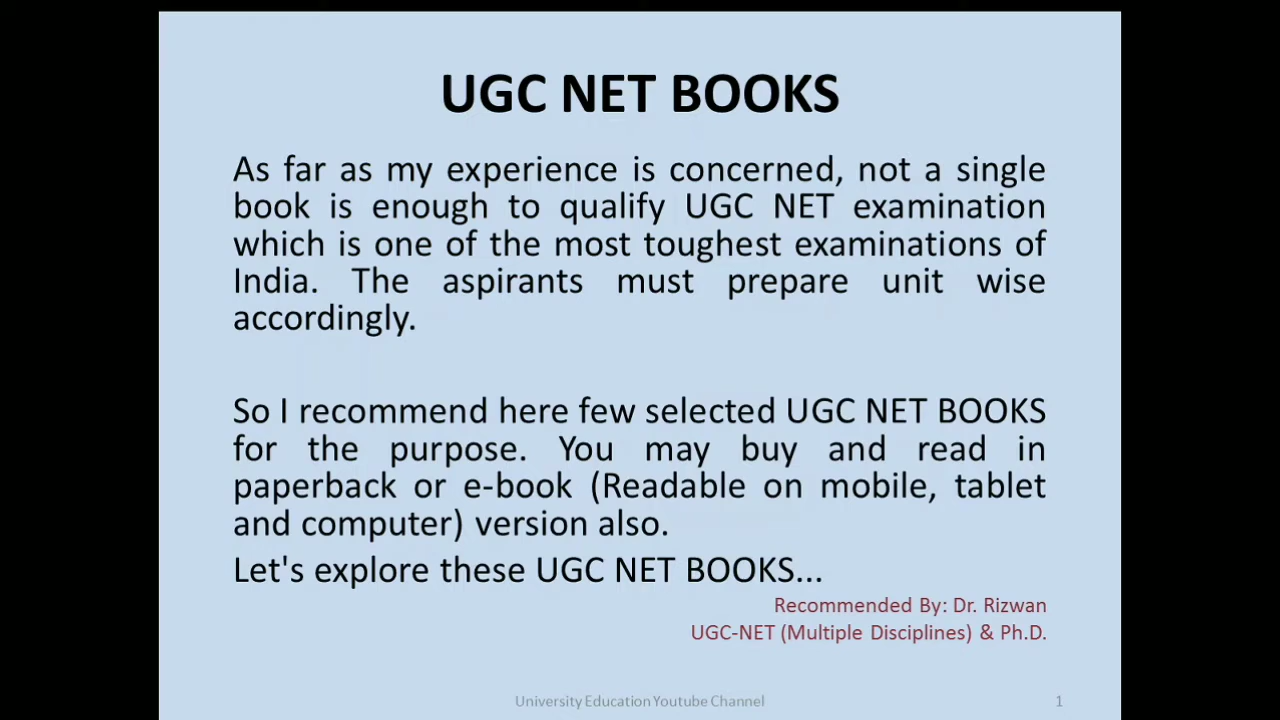 UGC NET BOOKS
As far as my experience is concerned, not a single
book is enough to qualify UGC NET examination
which is one of the most toughest examinations of
India. The aspirants must prepare unit wise
accordingly.
So I recommend here few selected UGC NET BOOKS
for the purpose. You may buy and read in
paperback or e-book (Readable on mobile, tablet
and computer) version also.
Let's explore these UGC NET BOOKS...
Recommended By: Dr. Rizwan
UGC-NET (Multiple Disciplines) & Ph.D.
University Education Youtube Channel
1